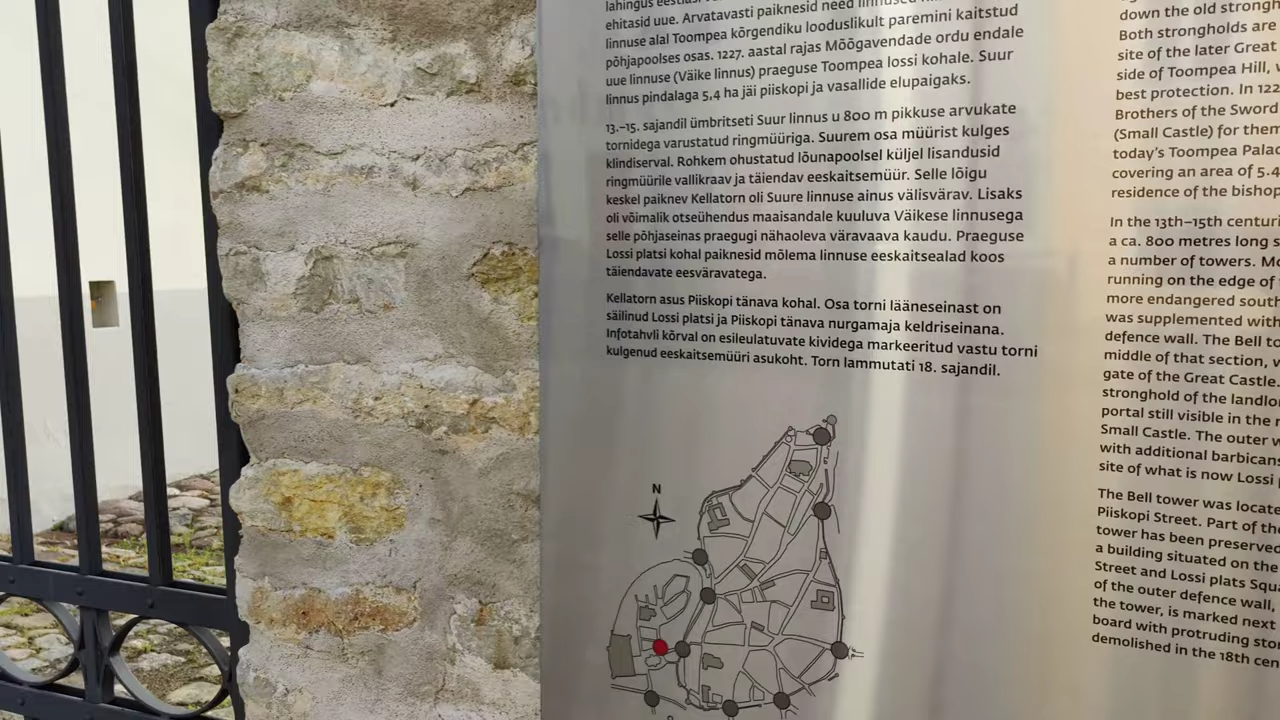 ehitasid uue. Arvatavasti paiknesid need linnused
linnuse alal Toompea kõrgendiku looduslikult paremini kaitstud
põhjapoolses osas. 1227. aastal rajas Mõõgavendade ordu endale
uue linnuse (Väike linnus) praeguse Toompea lossi kohale. Suur
linnus pindalaga 5,4 ha jäi piiskopi ja vasallide elupaigaks.
13.–15. sajandil ümbritseti Suur linnus u 800 m pikkuse arvukate
tornidega varustatud ringmüüriga. Suurem osa müürist kulges
klindiserval. Rohkem ohustatud lõunapoolsel küljel lisandusid
ringmüürile vallikraav ja täiendav eeskaitsemüür. Selle lõigu
keskel paiknev Kellatorn oli Suure linnuse ainus välisvärav. Lisaks
oli võimalik otseühendus maaisandale kuuluva Väikese linnusega
selle põhjaseinas praegugi nähaoleva väravaava kaudu. Praeguse
Lossi platsi kohal paiknesid mõlema linnuse eeskaitsealad koos
täiendavate eesväravatega.
Kellatorn asus Piiskopi tänava kohal. Osa torni lääneseinast on
säilinud Lossi platsi ja Piiskopi tänava nurgamaja keldriseinana.
Infotahvli kõrval on esileulatuvate kividega markeeritud vastu torni
kulgenud eeskaitsemüüri asukoht. Torn lammutati 18. sajandil.
N
down the old strongh
Both strongholds are
site of the later Great
side of Toompea Hill,
best protection. In 122
Brothers of the Sword
(Small Castle) for then
today's Toompea Pala
covering an area of 5.4
residence of the bishop
In the 13th–15th centur
a ca. 800 metres long s
a number of towers. Mo
running on the edge of
more endangered south
was supplemented with
defence wall. The Bell to
middle of that section,
gate of the Great Castle.
stronghold of the landlor
portal still visible in the
Small Castle. The outer w
with additional barbicans
site of what is now Lossi
The Bell tower was locate
Piiskopi Street. Part of the
tower has been preserved
a building situated on the
Street and Lossi plats Squa
of the outer defence wall,
the tower, is marked next
board with protruding sto
demolished in the 18th cen